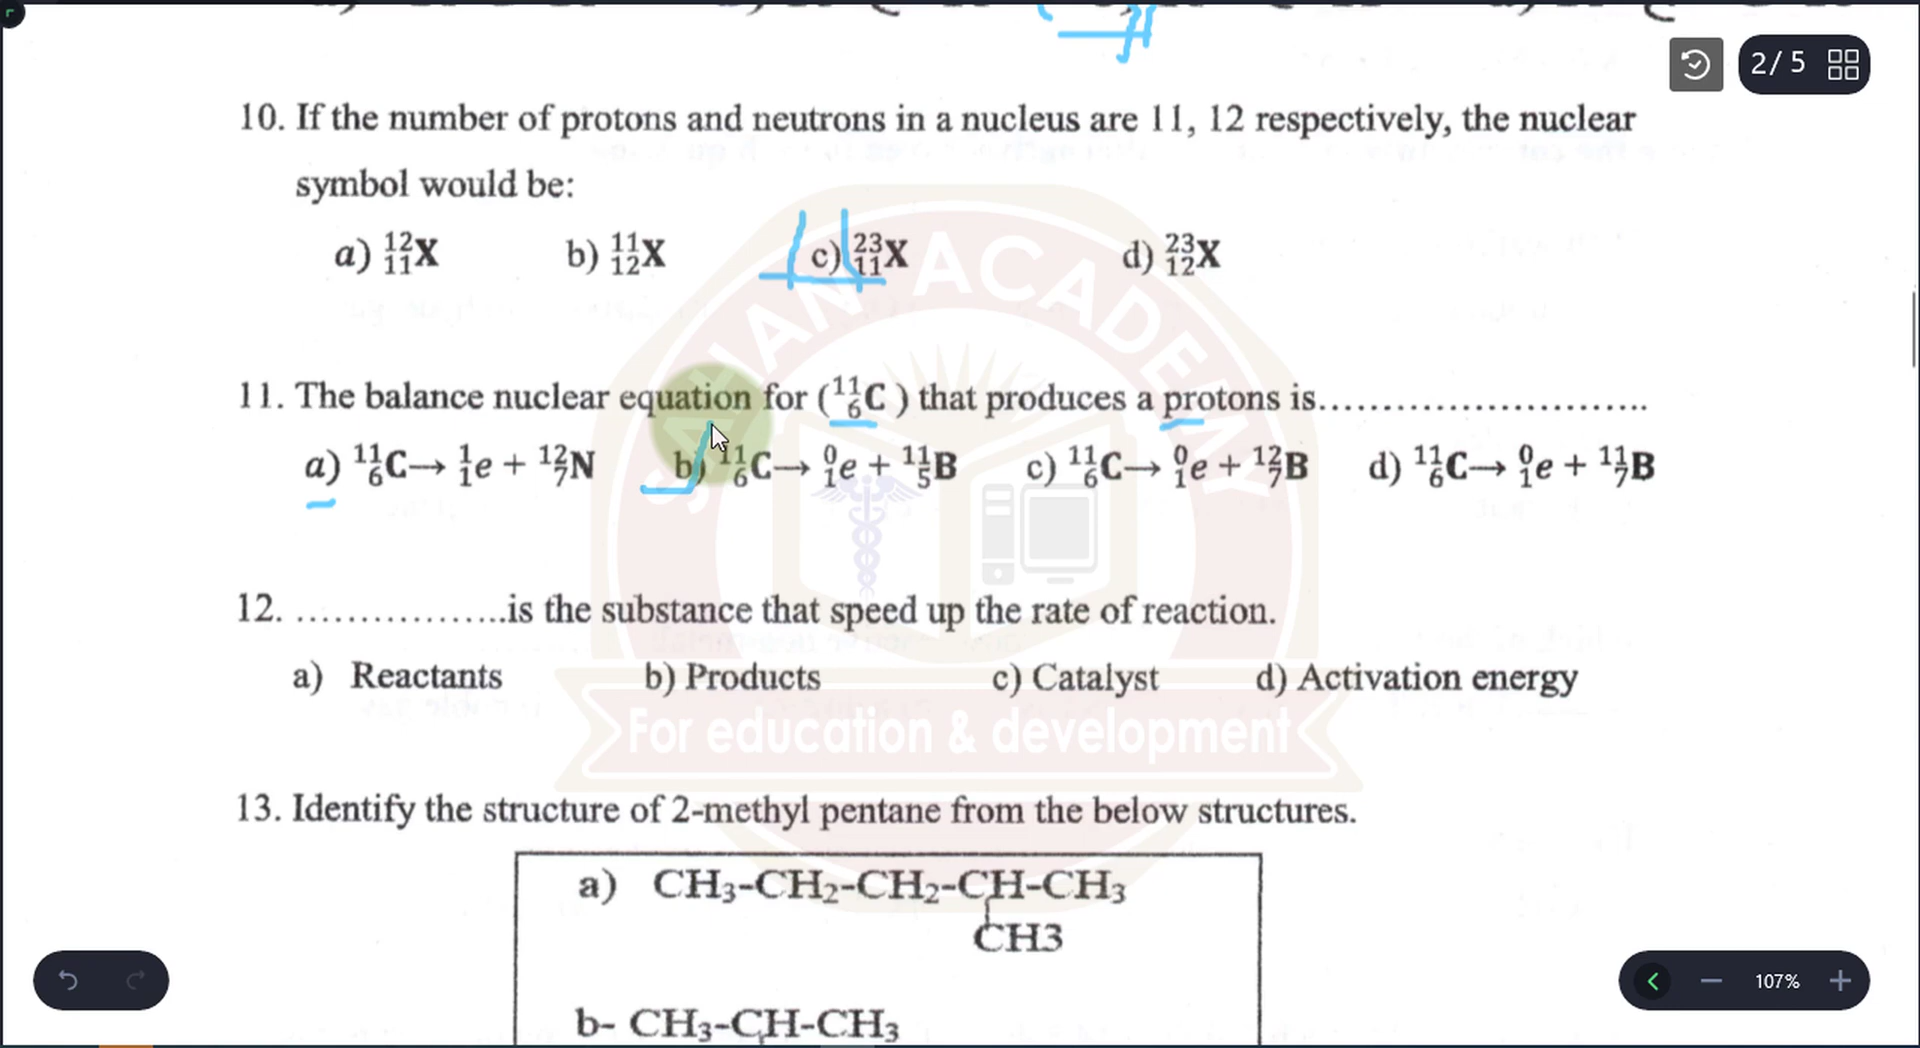 2/5
10. If the number of protons and neutrons in a nucleus are 11, 12 respectively, the nuclear
symbol would be:
a) ¹²₁₁X b) ¹¹₁₂X c) ²³₁₁X d) ²³₁₂X
11. The balance nuclear equation for (¹¹₆C ) that produces a protons is..........................
a) ¹¹₆C→ ¹₁e + ¹²₇N b) ¹¹₆C→ ⁰₁e + ¹¹₅B c) ¹¹₆C→ ⁰₁e + ¹²₇B d) ¹¹₆C→ ⁰₁e + ¹¹₇B
12. .................is the substance that speed up the rate of reaction.
a) Reactants b) Products c) Catalyst d) Activation energy
13. Identify the structure of 2-methyl pentane from the below structures.
a) CH₃-CH₂-CH₂-CH-CH₃
CH3
b- CH₃-CH-CH₃
ACADEMY
For education & development
107%